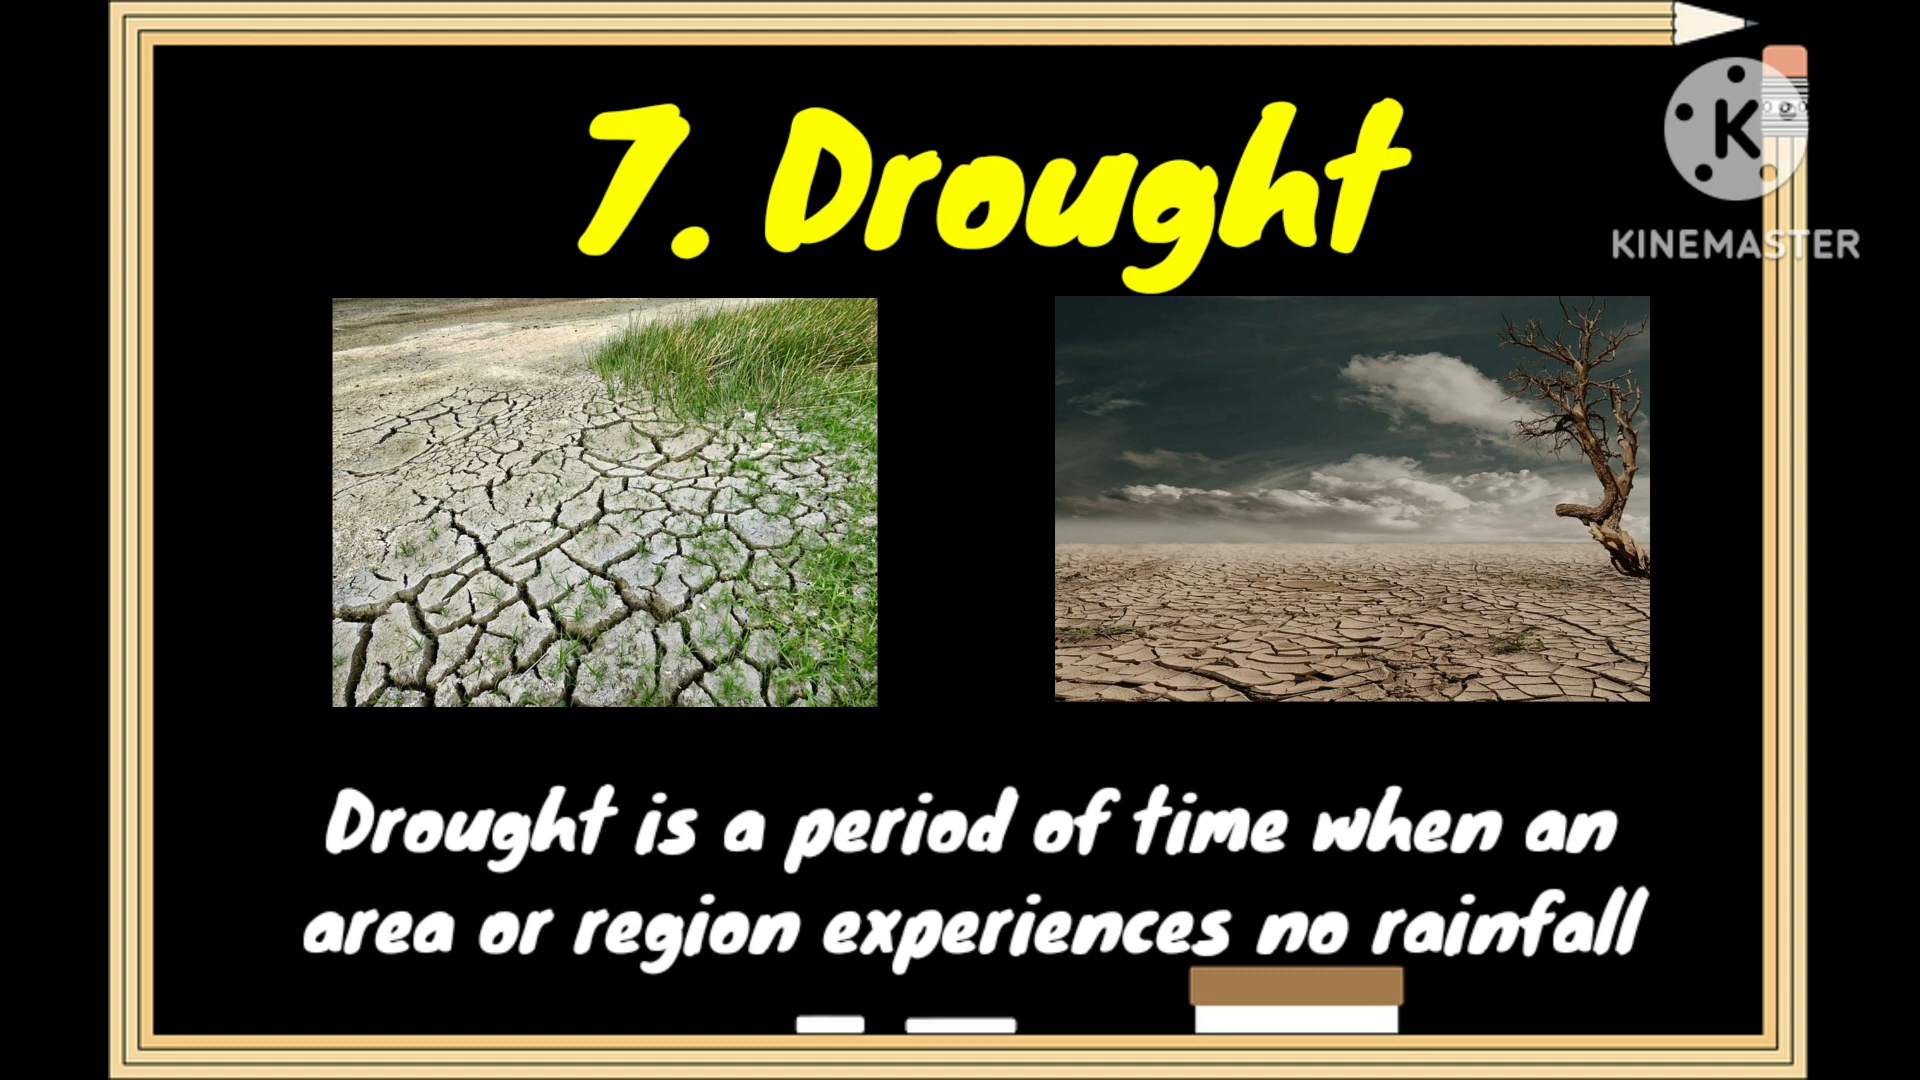 7. Drought
K
KINEMASTER
Drought is a period of time when an
area or region experiences no rainfall